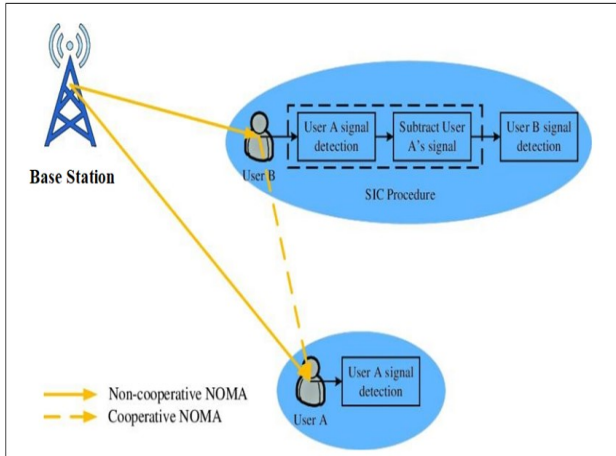 Base Station
User B
User A signal
detection
Subtract User
A's signal
User B signal
detection
SIC Procedure
User A
User A signal
detection
Non-cooperative NOMA
Cooperative NOMA